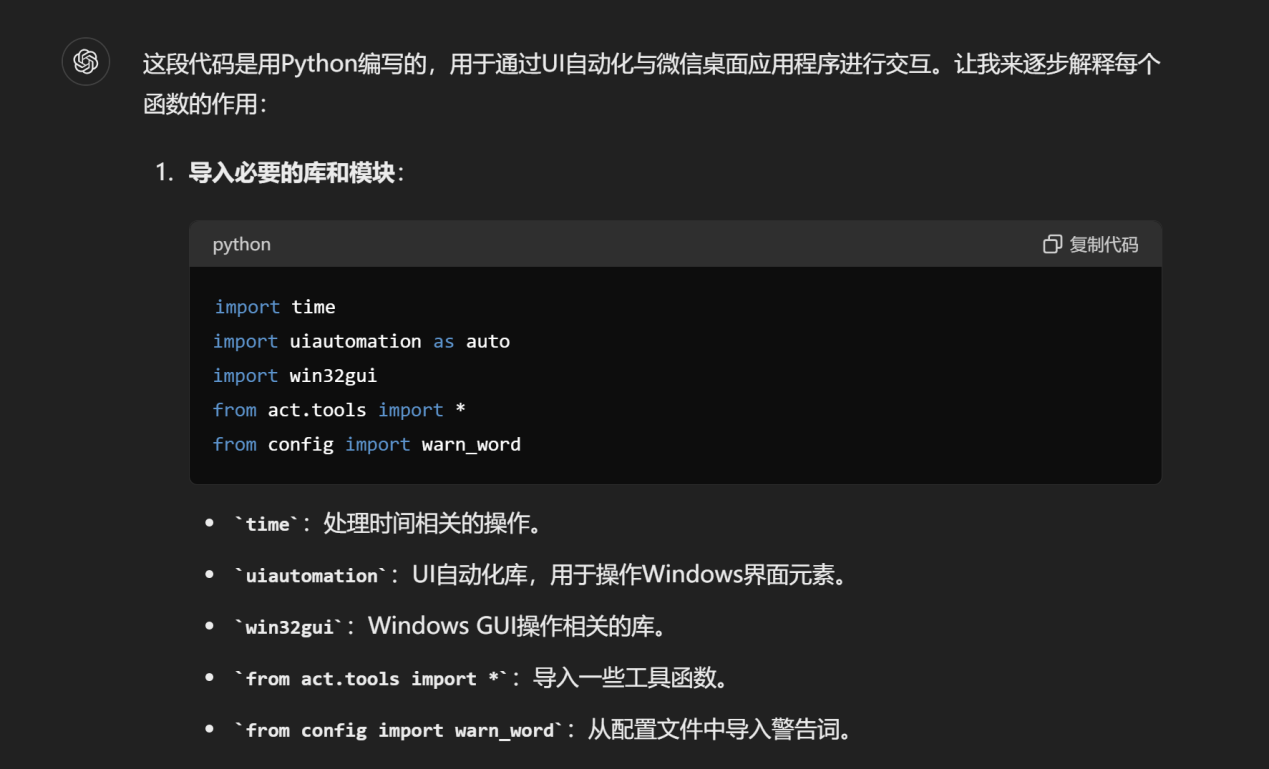 这段代码是用Python编写的，用于通过UI自动化与微信桌面应用程序进行交互。让我来逐步解释每个
函数的作用：
1. 导入必要的库和模块：
python 复制代码
import time
import uiautomation as auto
import win32gui
from act.tools import *
from config import warn_word
• `time`：处理时间相关的操作。
• `uiautomation`：UI自动化库，用于操作Windows界面元素。
• `win32gui`：Windows GUI操作相关的库。
• `from act.tools import *`：导入一些工具函数。
• `from config import warn_word`：从配置文件中导入警告词。